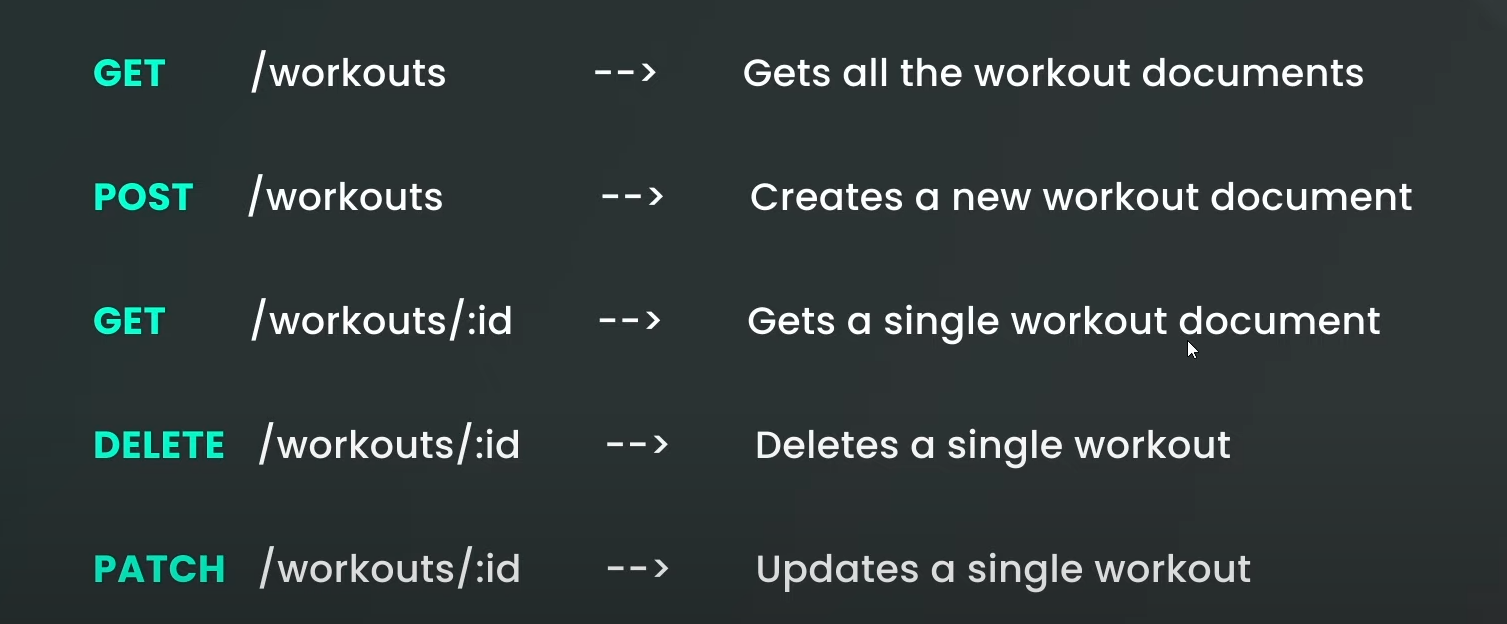 GET /workouts --> Gets all the workout documents
POST /workouts --> Creates a new workout document
GET /workouts/:id --> Gets a single workout document
DELETE /workouts/:id --> Deletes a single workout
PATCH /workouts/:id --> Updates a single workout